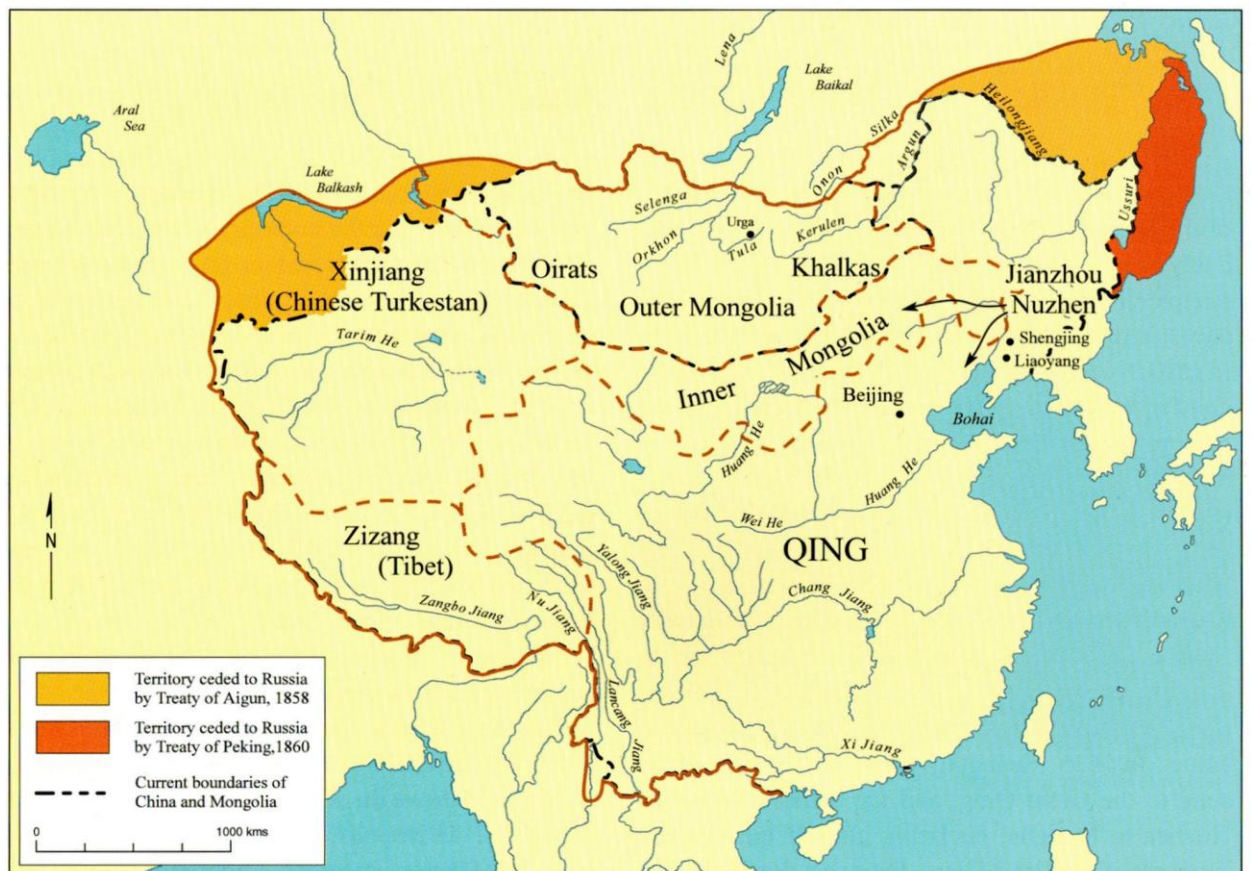 Aral
Sea
Lake
Balkash
Lena
Lake
Baikal
Silka
Argun
Onon
Heilongjiang
Ussuri
Selenga
Orkhon
Urga
Tula
Kerulen
Xinjiang
(Chinese Turkestan)
Oirats
Khalkas
Outer Mongolia
Jianzhou
Nuzhen
Shengjing
Liaoyang
Tarim He
Inner Mongolia
Beijing
Bohai
Huang He
Huang He
Wei He
QING
N
Zizang
(Tibet)
Zangbo Jiang
Nu Jiang
Yalong Jiang
Chang Jiang
Lancang Jiang
Xi Jiang
Territory ceded to Russia
by Treaty of Aigun, 1858
Territory ceded to Russia
by Treaty of Peking,1860
Current boundaries of
China and Mongolia
0 1000 kms